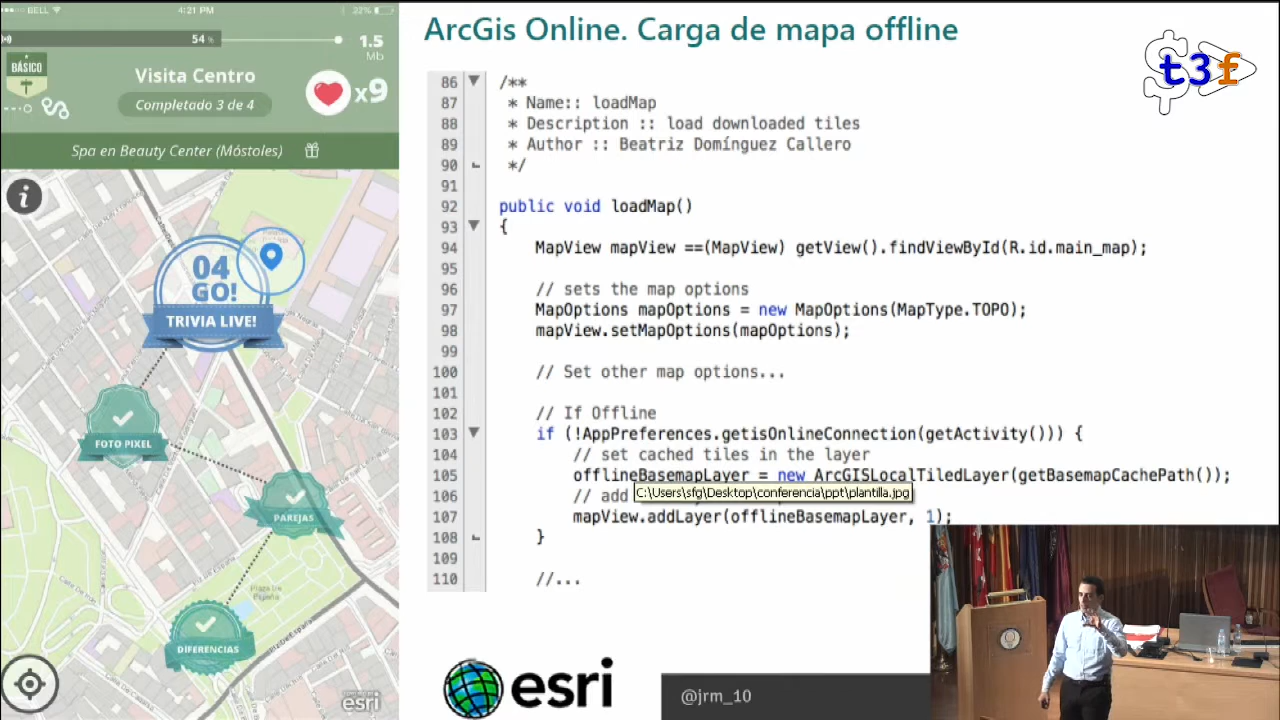 BELL
4:21 PM
32%
54 %
1.5
Mb
BÁSICO
Visita Centro
Completado 3 de 4
x9
Spa en Beauty Center (Móstoles)
i
04
GO!
TRIVIA LIVE!
FOTO PIXEL
PAREJAS
Plaza De
España
DIFERENCIAS
esri
ArcGis Online. Carga de mapa offline
t3f
86 /**
87 * Name:: loadMap
88 * Description :: load downloaded tiles
89 * Author :: Beatriz Domínguez Callero
90 */
91
92 public void loadMap()
93 {
94 MapView mapView ==(MapView) getView().findViewById(R.id.main_map);
95
96 // sets the map options
97 MapOptions mapOptions = new MapOptions(MapType.TOPO);
98 mapView.setMapOptions(mapOptions);
99
100 // Set other map options...
101
102 // If Offline
103 if (!AppPreferences.getisOnlineConnection(getActivity())) {
104 // set cached tiles in the layer
105 offlineBasemapLayer = new ArcGISLocalTiledLayer(getBasemapCachePath());
C:\Users\sfg\Desktop\conferencia\ppt\plantilla.jpg
106 // add
107 mapView.addLayer(offlineBasemapLayer, 1);
108 }
109
110 //...
esri
@jrm_10